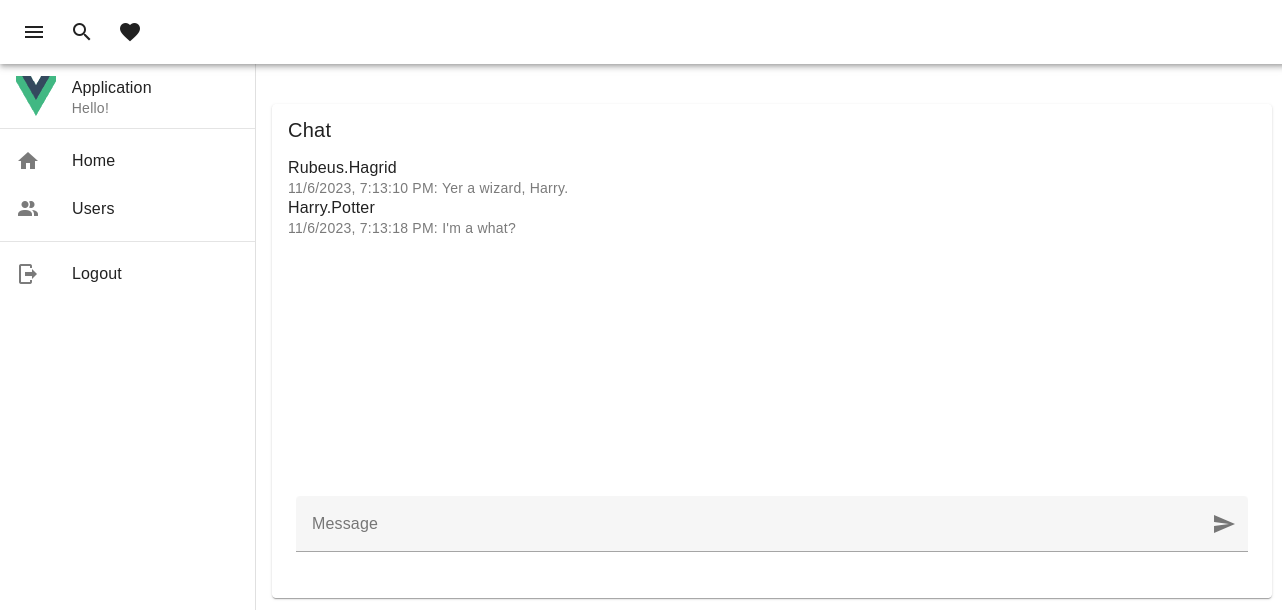 Application
Hello!
Home
Users
Logout
Chat
Rubeus.Hagrid
11/6/2023, 7:13:10 PM: Yer a wizard, Harry.
Harry.Potter
11/6/2023, 7:13:18 PM: I'm a what?
Message